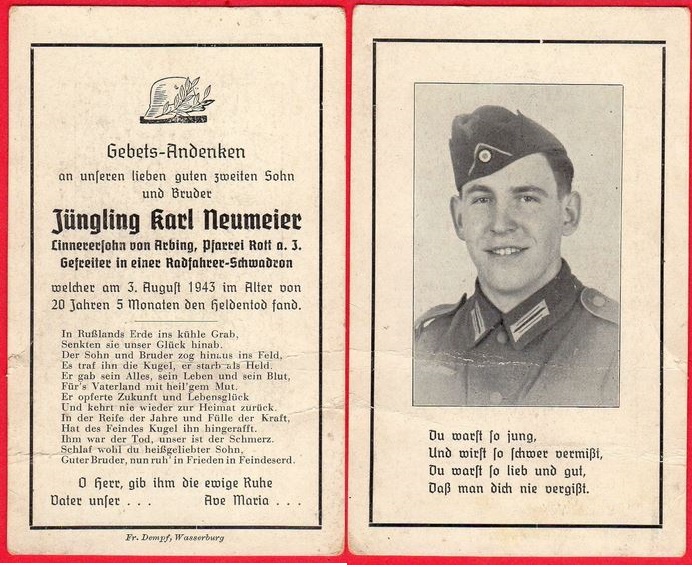 Gebets-Andenken
an unseren lieben guten zweiten Sohn
und Bruder
Jüngling Karl Neumeier
Linnerersohn von Arbing, Pfarrei Rott a. I.
Gefreiter in einer Radfahrer-Schwadron
welcher am 3. August 1943 im Alter von
20 Jahren 5 Monaten den Heldentod fand.
In Rußlands Erde ins kühle Grab,
Senkten sie unser Glück hinab.
Der Sohn und Bruder zog hinaus ins Feld,
Es traf ihn die Kugel, er starb als Held.
Er gab sein Alles, sein Leben und sein Blut,
Für's Vaterland mit heil'gem Mut.
Er opferte Zukunft und Lebensglück
Und kehrt nie wieder zur Heimat zurück.
In der Reife der Jahre und Fülle der Kraft,
Hat des Feindes Kugel ihn hingerafft.
Ihm war der Tod, unser ist der Schmerz.
Schlaf wohl du heißgeliebter Sohn,
Guter Bruder, nun ruh' in Frieden in Feindeserd.
O Herr, gib ihm die ewige Ruhe
Vater unser . . . Ave Maria . . .
Fr. Dempf, Wasserburg
Du warst so jung,
Und wirst so schwer vermißt,
Du warst so lieb und gut,
Daß man dich nie vergißt.